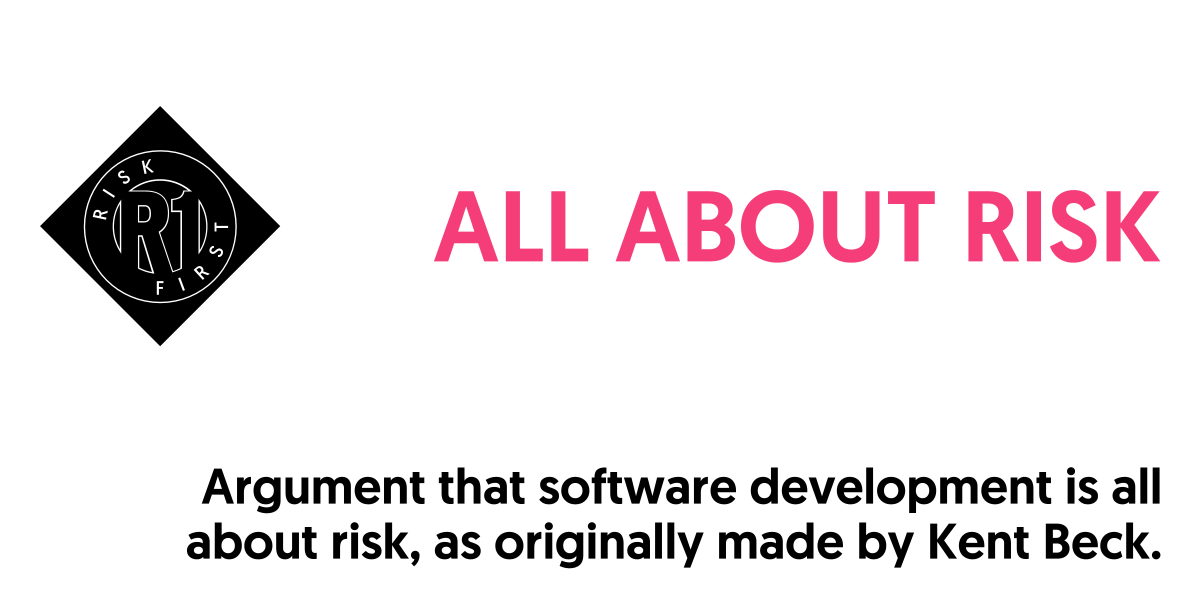 RISK
R1
FIRST
ALL ABOUT RISK
Argument that software development is all
about risk, as originally made by Kent Beck.